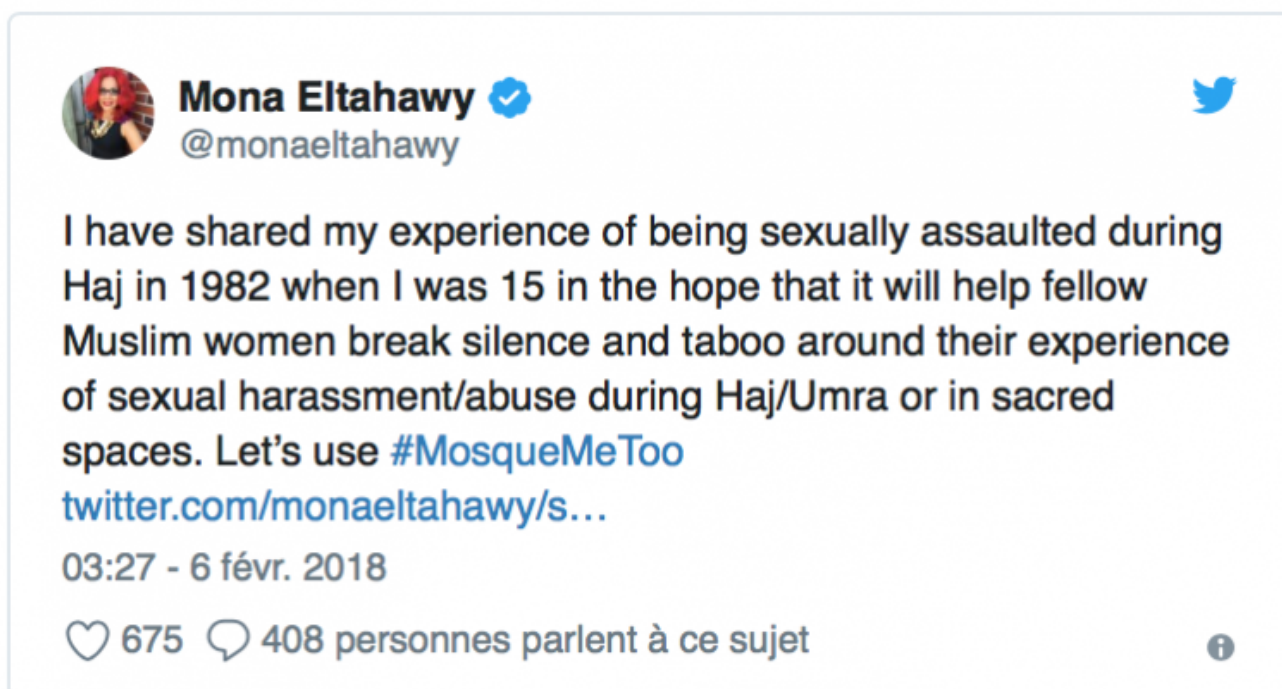 Mona Eltahawy
@monaeltahawy
I have shared my experience of being sexually assaulted during
Haj in 1982 when I was 15 in the hope that it will help fellow
Muslim women break silence and taboo around their experience
of sexual harassment/abuse during Haj/Umra or in sacred
spaces. Let’s use #MosqueMeToo
twitter.com/monaeltahawy/s…
03:27 - 6 févr. 2018
675 408 personnes parlent à ce sujet